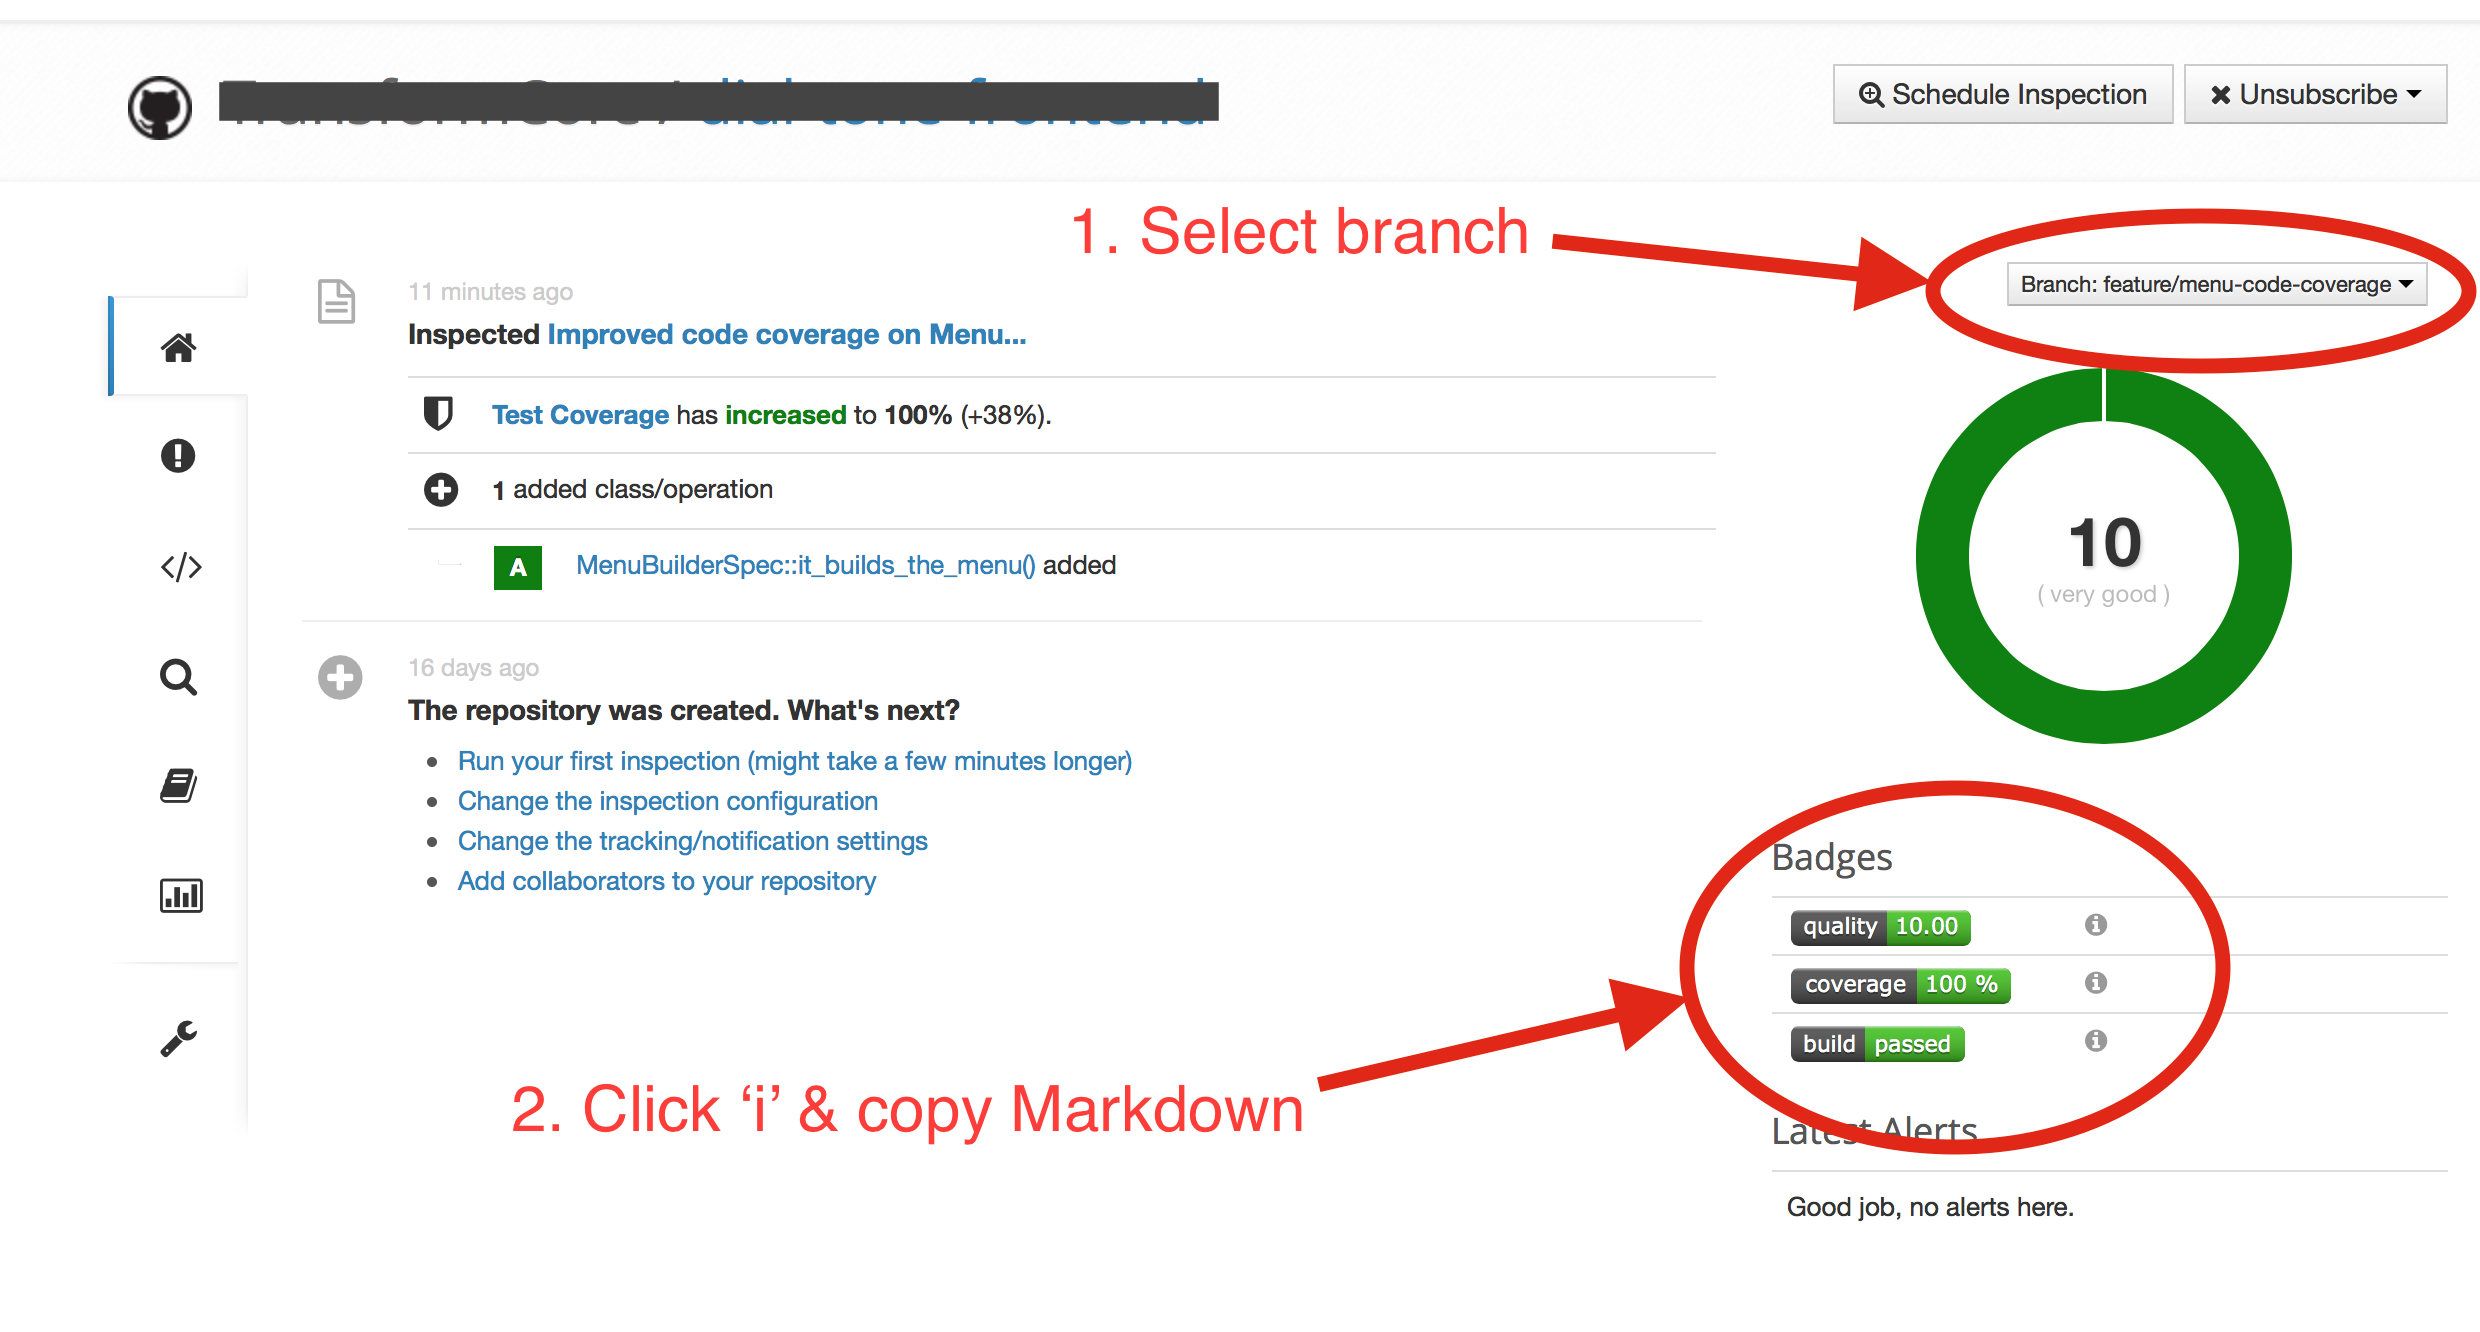 Schedule Inspection
Unsubscribe
1. Select branch
Branch: feature/menu-code-coverage
11 minutes ago
Inspected Improved code coverage on Menu...
Test Coverage has increased to 100% (+38%).
1 added class/operation
A MenuBuilderSpec::it_builds_the_menu() added
10
( very good )
16 days ago
The repository was created. What's next?
Run your first inspection (might take a few minutes longer)
Change the inspection configuration
Change the tracking/notification settings
Add collaborators to your repository
Badges
quality 10.00
coverage 100 %
build passed
2. Click ‘i’ & copy Markdown
Latest Alerts
Good job, no alerts here.